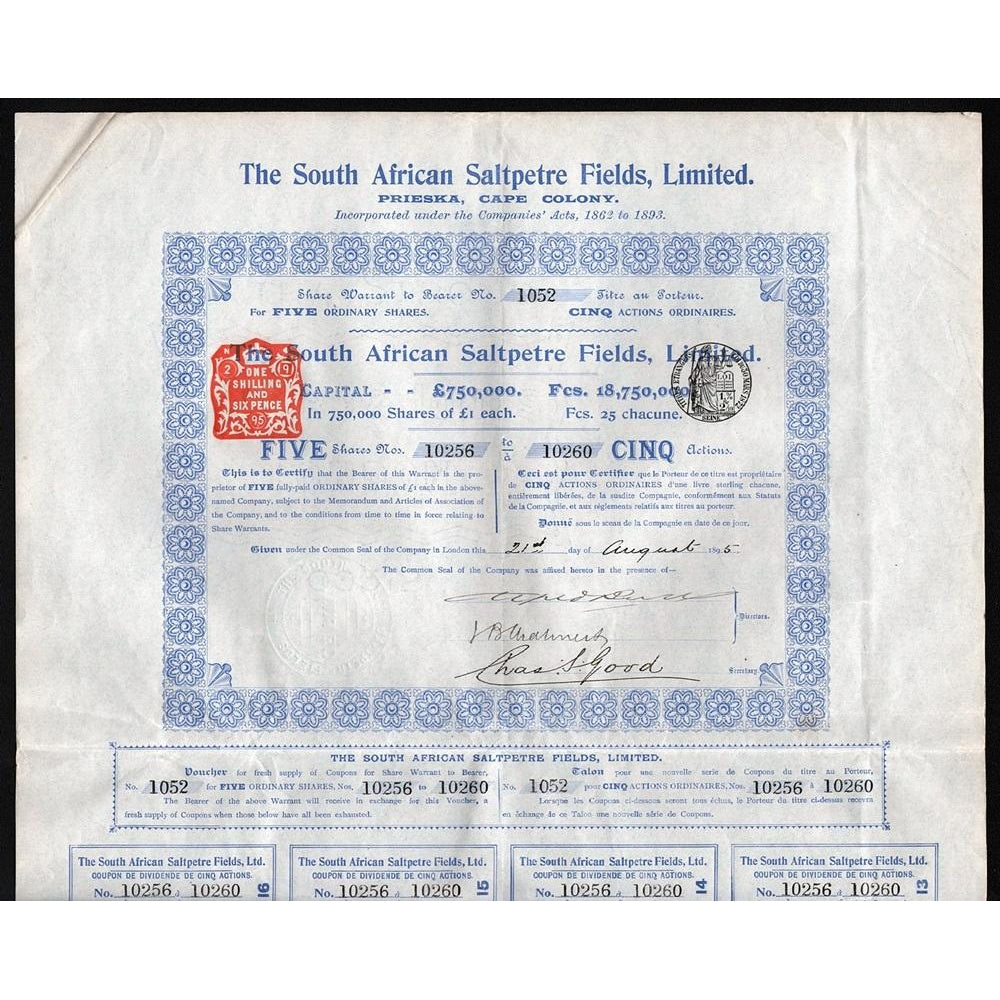 The South African Saltpetre Fields, Limited.
PRIESKA, CAPE COLONY.
Incorporated under the Companies' Acts, 1862 to 1893.
Share Warrant to Bearer No. 1052 Titre au Porteur.
For FIVE ORDINARY SHARES. CINQ ACTIONS ORDINAIRES.
The South African Saltpetre Fields, Limited.
CAPITAL - - £750,000. Fcs. 18,750,000
In 750,000 Shares of £1 each. Fcs. 25 chacune.
2 9
ONE
SHILLING
AND
SIX PENCE
95
SEINE
FIVE Shares Nos. 10256 to à 10260 CINQ Actions.
This is to Certify that the Bearer of this Warrant is the pro-
prietor of FIVE fully-paid ORDINARY SHARES of £1 each in the above-
named Company, subject to the Memorandum and Articles of Association
of the Company, and to the conditions from time to time in force relating to
Share Warrants.
Ceci est pour Certifier que le Porteur de ce titre est propriétaire
de CINQ ACTIONS ORDINAIRES d'une livre sterling chacune,
entièrement libérées, de la susdite Compagnie, conformément aux Statuts
de la Compagnie, et aux règlements relatifs aux titres au porteur.
Donné sous le sceau de la Compagnie en date de ce jour.
Given under the Common Seal of the Company in London this 21st day of August 1895.
The Common Seal of the Company was affixed hereto in the presence of—
Directors.
Chas S. Good
Secretary.
THE SOUTH AFRICAN SALTPETRE FIELDS, LIMITED.
Voucher for fresh supply of Coupons for Share Warrant to Bearer,
No. 1052 for FIVE ORDINARY SHARES, Nos. 10256 to 10260
The Bearer of the above Warrant will receive in exchange for this Voucher, a
fresh supply of Coupons when those below have all been exhausted.
Talon pour une nouvelle serie de Coupons du titre au Porteur,
No. 1052 pour CINQ ACTIONS ORDINAIRES, Nos. 10256 à 10260
Lorsque les Coupons ci-dessous seront tous échus, le Porteur du titre ci-dessus recevra
en échange de ce Talon une nouvelle série de Coupons.
The South African Saltpetre Fields, Ltd.
COUPON DE DIVIDENDE DE CINQ ACTIONS.
No. 10256 à 10260
16
The South African Saltpetre Fields, Ltd.
COUPON DE DIVIDENDE DE CINQ ACTIONS.
No. 10256 à 10260
15
The South African Saltpetre Fields, Ltd.
COUPON DE DIVIDENDE DE CINQ ACTIONS.
No. 10256 à 10260
14
The South African Saltpetre Fields, Ltd.
COUPON DE DIVIDENDE DE CINQ ACTIONS.
No. 10256 à 10260
13